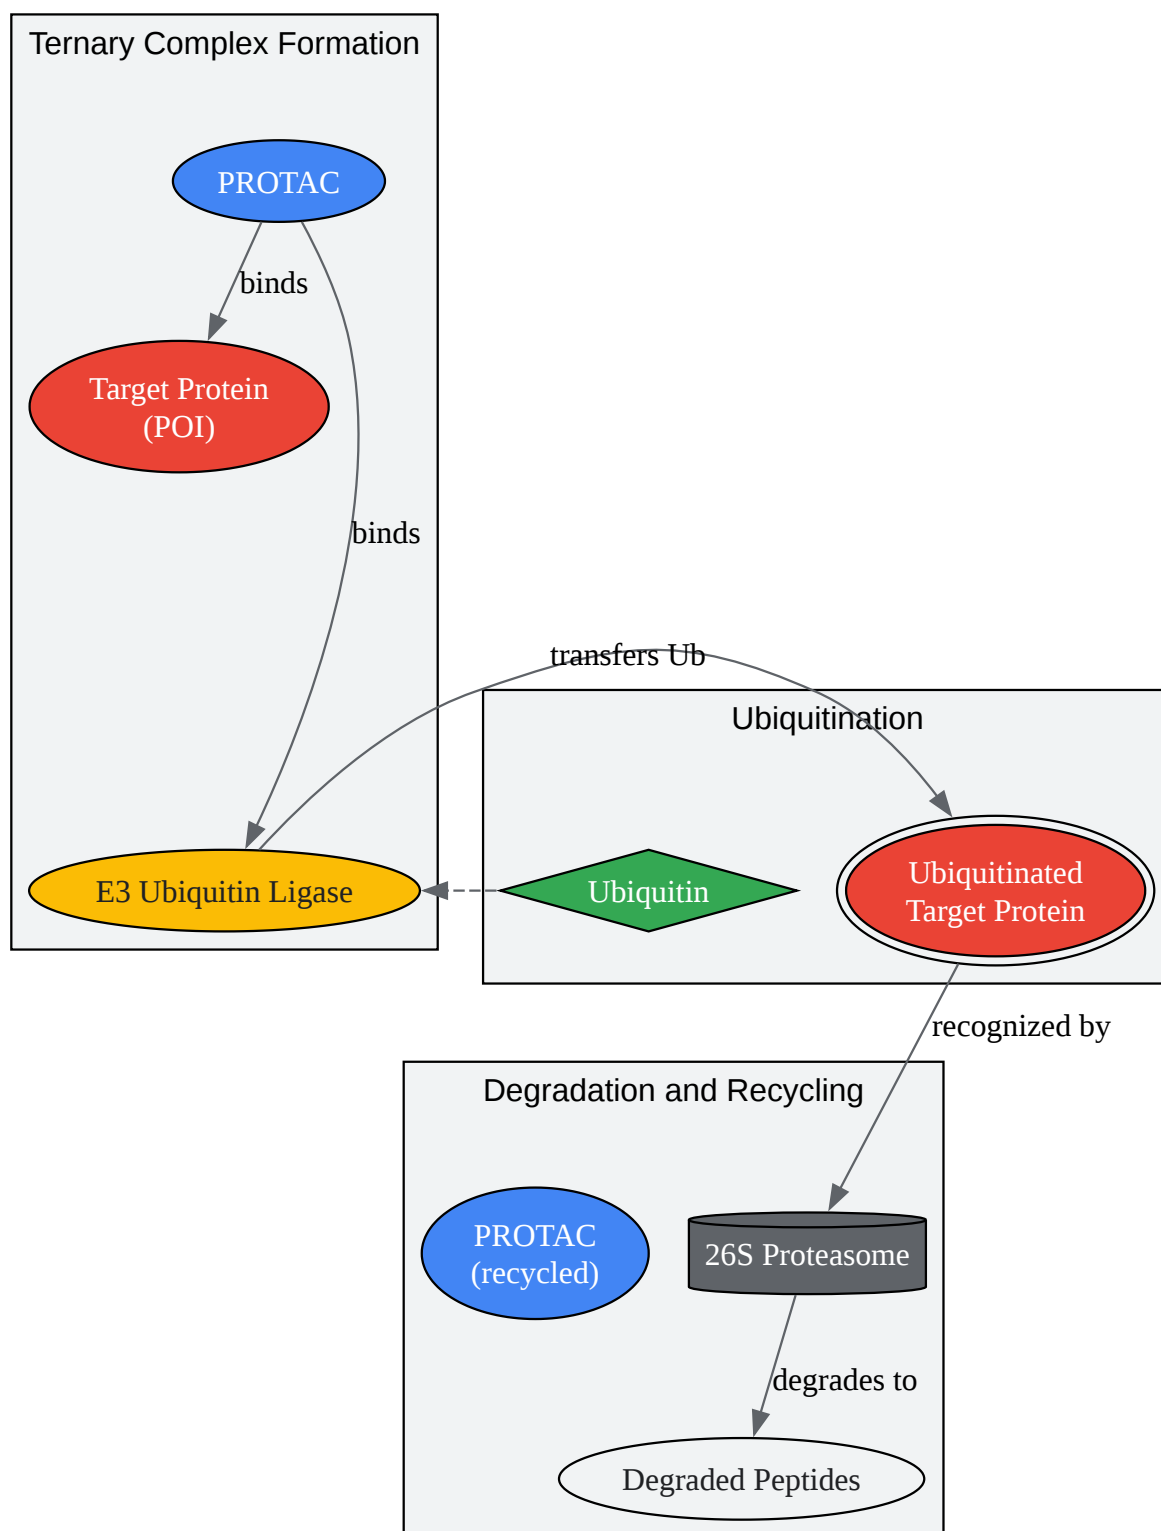 Ternary Complex Formation
PROTAC
binds
Target Protein
(POI)
binds
transfers Ub
Ubiquitination
E3 Ubiquitin Ligase
Ubiquitin
Ubiquitinated
Target Protein
recognized by
Degradation and Recycling
PROTAC
(recycled)
26S Proteasome
degrades to
Degraded Peptides